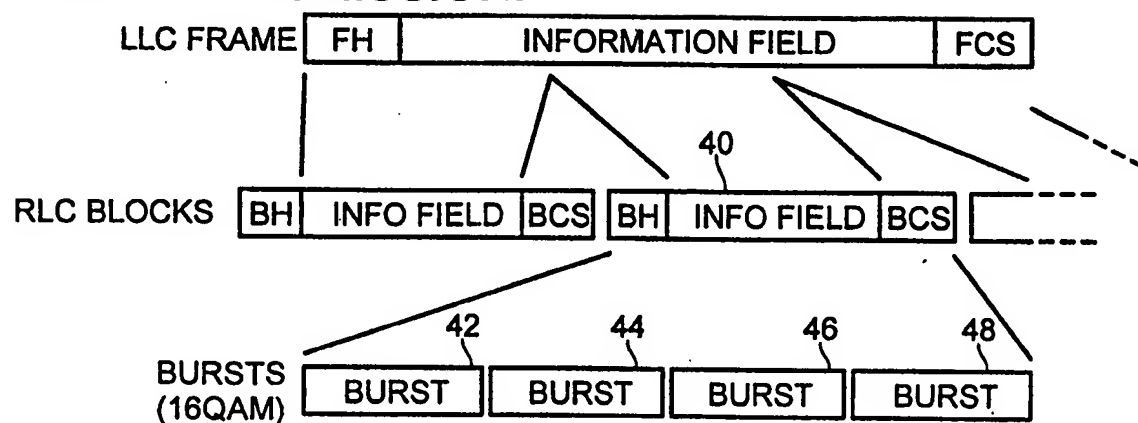 LLC FRAME FH INFORMATION FIELD FCS
40
RLC BLOCKS BH INFO FIELD BCS BH INFO FIELD BCS
42 44 46 48
BURSTS
(16QAM)
BURST BURST BURST BURST